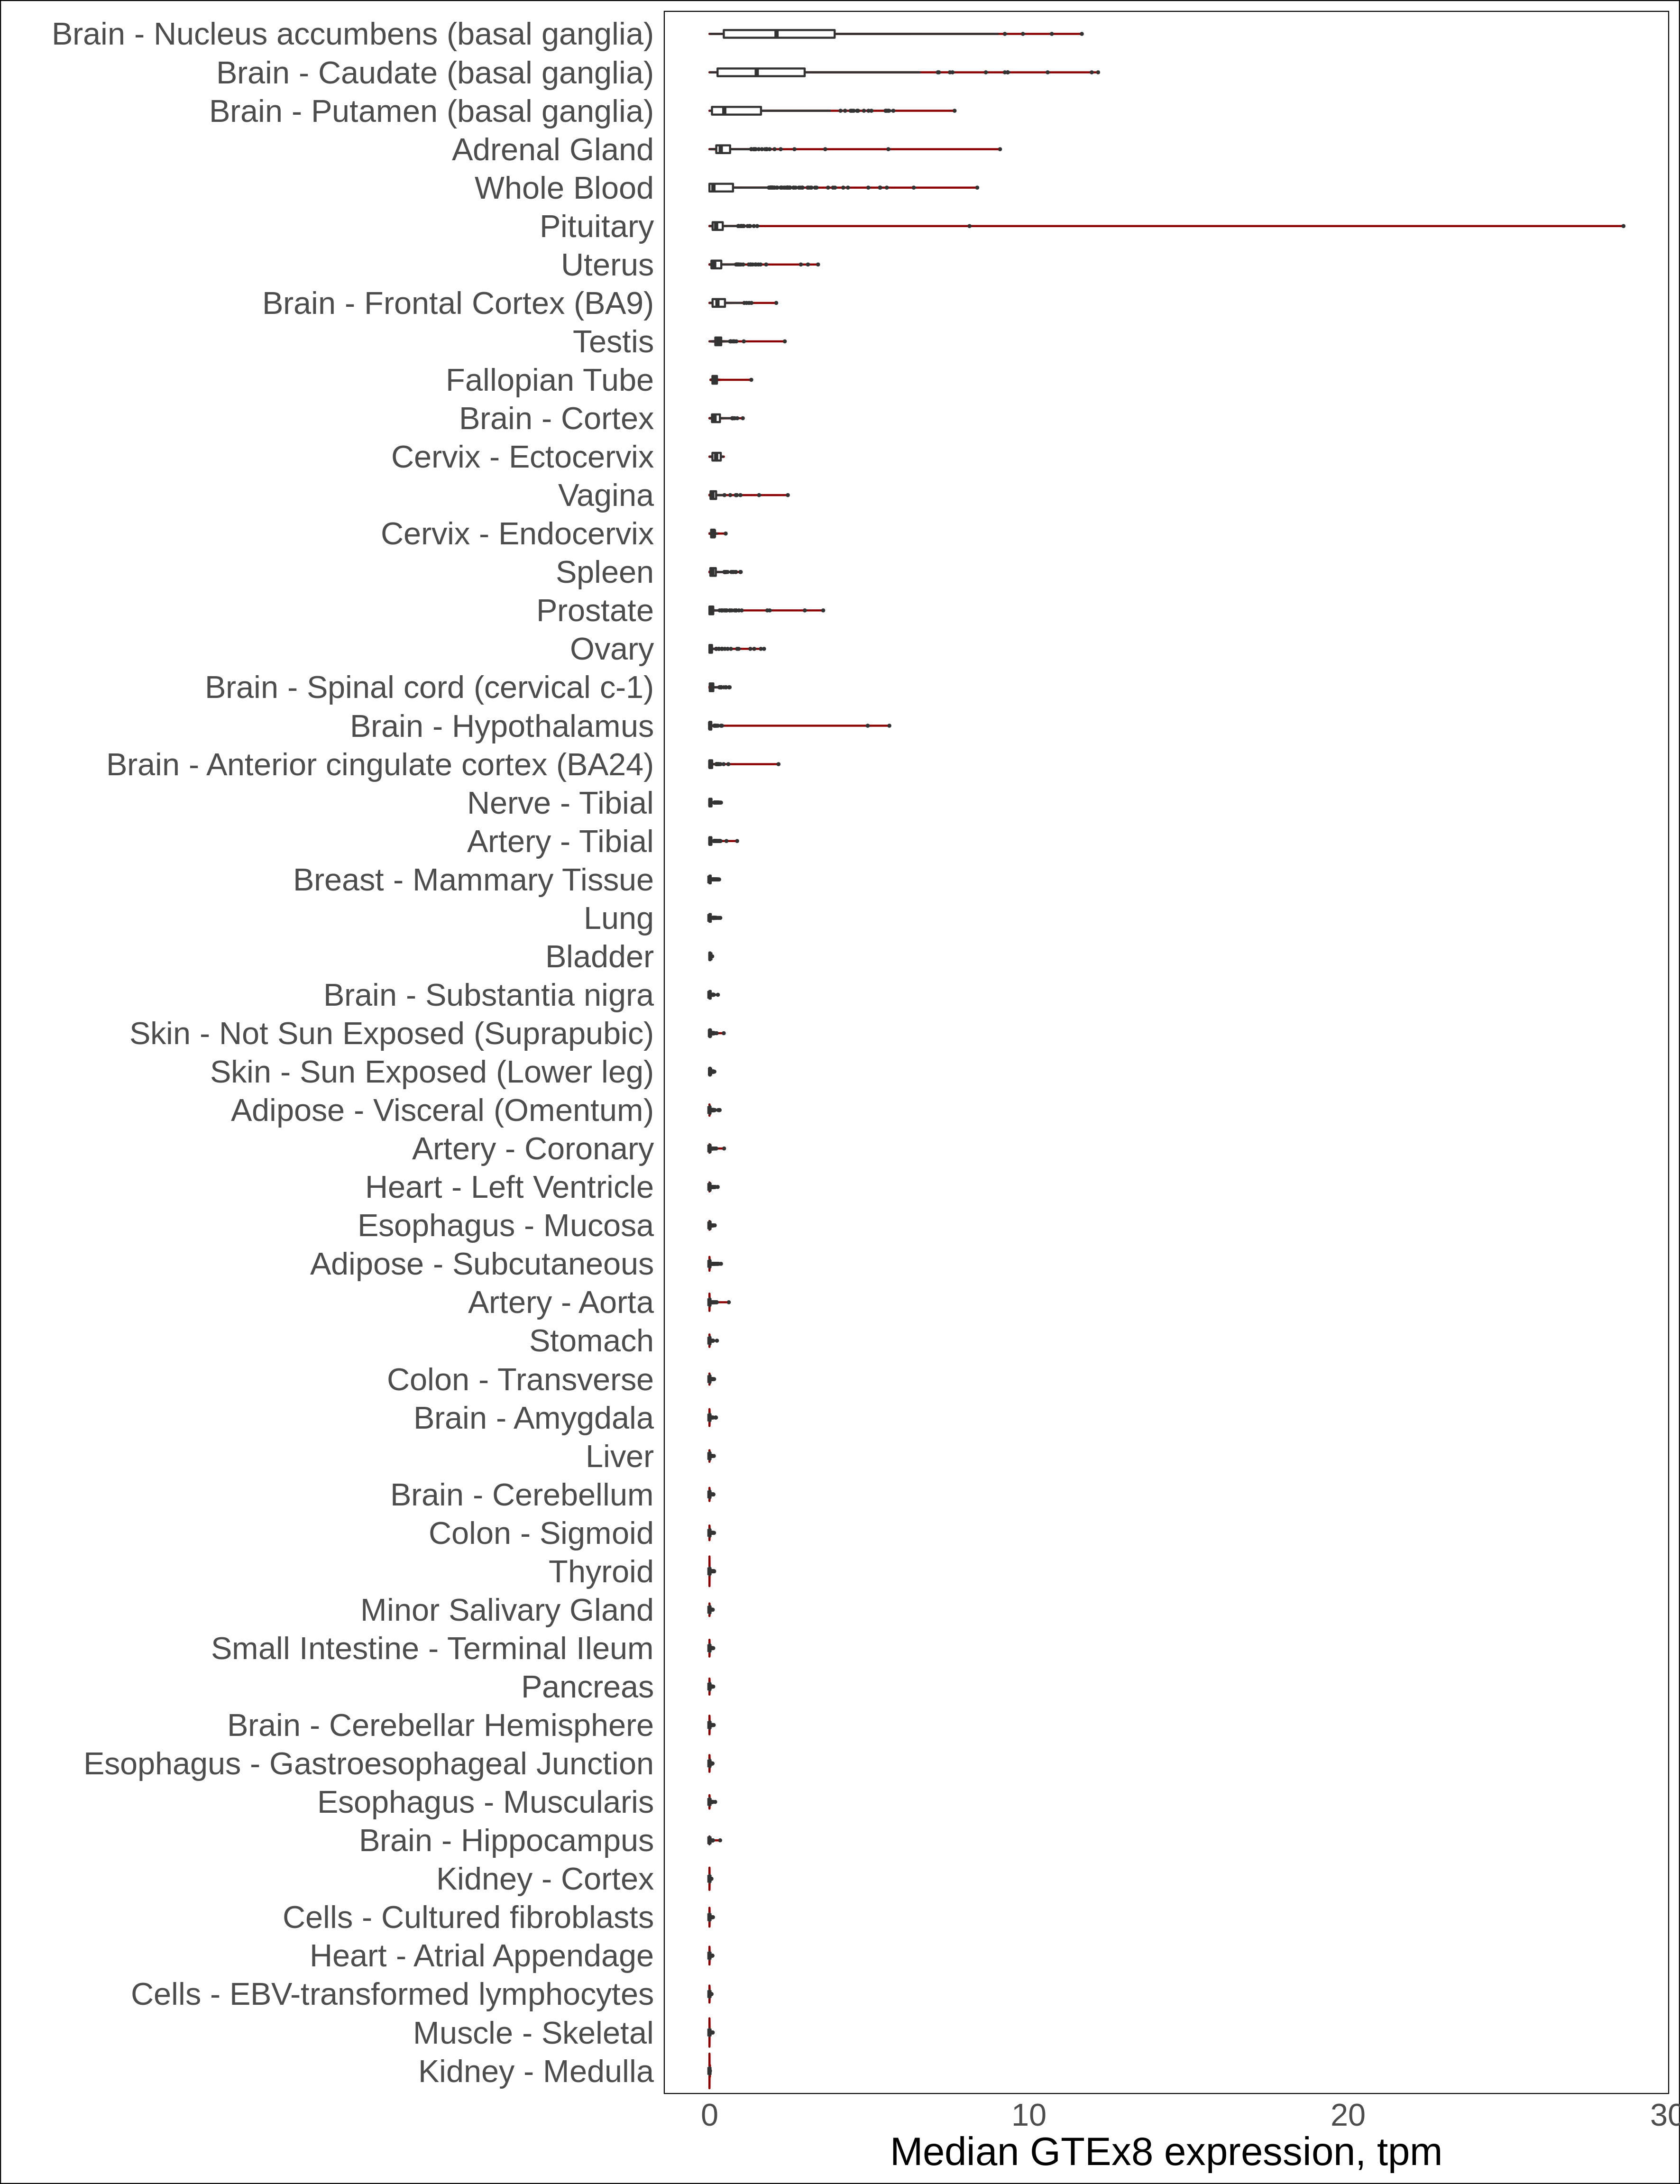 Brain - Nucleus accumbens (basal ganglia)
Brain - Caudate (basal ganglia)
Brain - Putamen (basal ganglia)
Adrenal Gland
Whole Blood
Pituitary
Uterus
Brain - Frontal Cortex (BA9)
Testis
Fallopian Tube
Brain - Cortex
Cervix - Ectocervix
Vagina
Cervix - Endocervix
Spleen
Prostate
Ovary
Brain - Spinal cord (cervical c-1)
Brain - Hypothalamus
Brain - Anterior cingulate cortex (BA24)
Nerve - Tibial
Artery - Tibial
Breast - Mammary Tissue
Lung
Bladder
Brain - Substantia nigra
Skin - Not Sun Exposed (Suprapubic)
Skin - Sun Exposed (Lower leg)
Adipose - Visceral (Omentum)
Artery - Coronary
Heart - Left Ventricle
Esophagus - Mucosa
Adipose - Subcutaneous
Artery - Aorta
Stomach
Colon - Transverse
Brain - Amygdala
Liver
Brain - Cerebellum
Colon - Sigmoid
Thyroid
Minor Salivary Gland
Small Intestine - Terminal Ileum
Pancreas
Brain - Cerebellar Hemisphere
Esophagus - Gastroesophageal Junction
Esophagus - Muscularis
Brain - Hippocampus
Kidney - Cortex
Cells - Cultured fibroblasts
Heart - Atrial Appendage
Cells - EBV-transformed lymphocytes
Muscle - Skeletal
Kidney - Medulla
0 10 20 30
Median GTEx8 expression, tpm